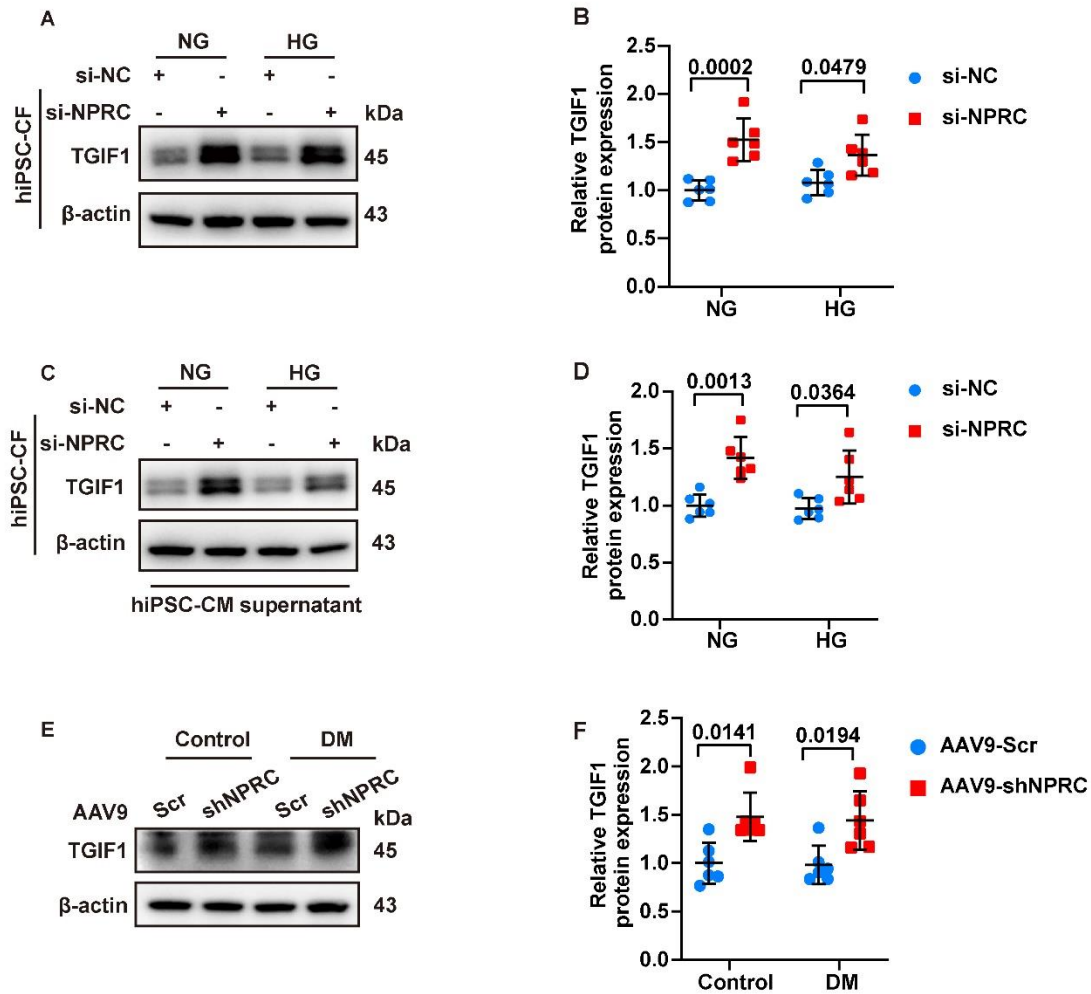 A
NG HG
si-NC + - + -
si-NPRC - + - + kDa
hiPSC-CF
TGIF1 45
β-actin 43
B
0.0002 0.0479
si-NC
si-NPRC
Relative TGIF1
protein expression
2.5
2.0
1.5
1.0
0.5
0.0
NG HG
C
NG HG
si-NC + - + -
si-NPRC - + - + kDa
hiPSC-CF
TGIF1 45
β-actin 43
hiPSC-CM supernatant
D
0.0013 0.0364
si-NC
si-NPRC
Relative TGIF1
protein expression
2.0
1.5
1.0
0.5
0.0
NG HG
E
Control DM
AAV9 Scr shNPRC Scr shNPRC kDa
TGIF1 45
β-actin 43
F
0.0141 0.0194
AAV9-Scr
AAV9-shNPRC
Relative TGIF1
protein expression
2.5
2.0
1.5
1.0
0.5
0.0
Control DM